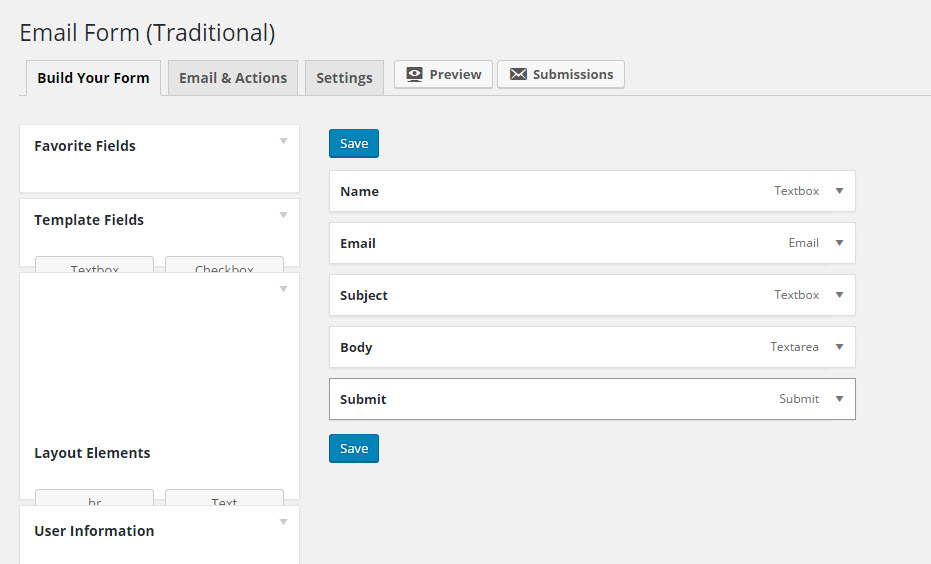 Email Form (Traditional)
Build Your Form Email & Actions Settings Preview Submissions
Favorite Fields
Template Fields
Textbox Checkbox
Layout Elements
hr Text
User Information
Save
Name Textbox
Email Email
Subject Textbox
Body Textarea
Submit Submit
Save